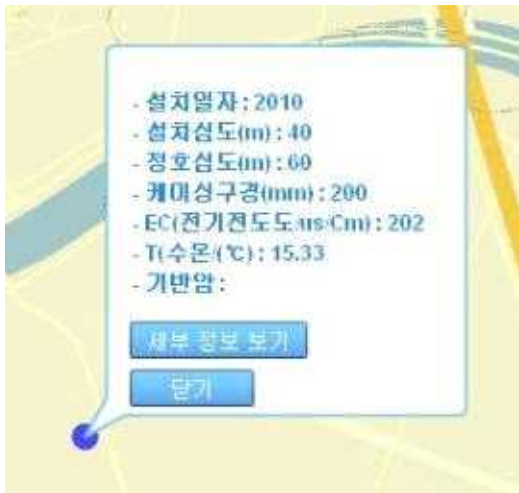 - 설치일자 : 2010
- 설치심도(m) : 40
- 정호심도(m) : 60
- 케이싱구경(mm) : 200
- EC(전기전도도/us/Cm) : 202
- T(수온/(℃) : 15.33
- 기반암 :
세부 정보 보기
닫기